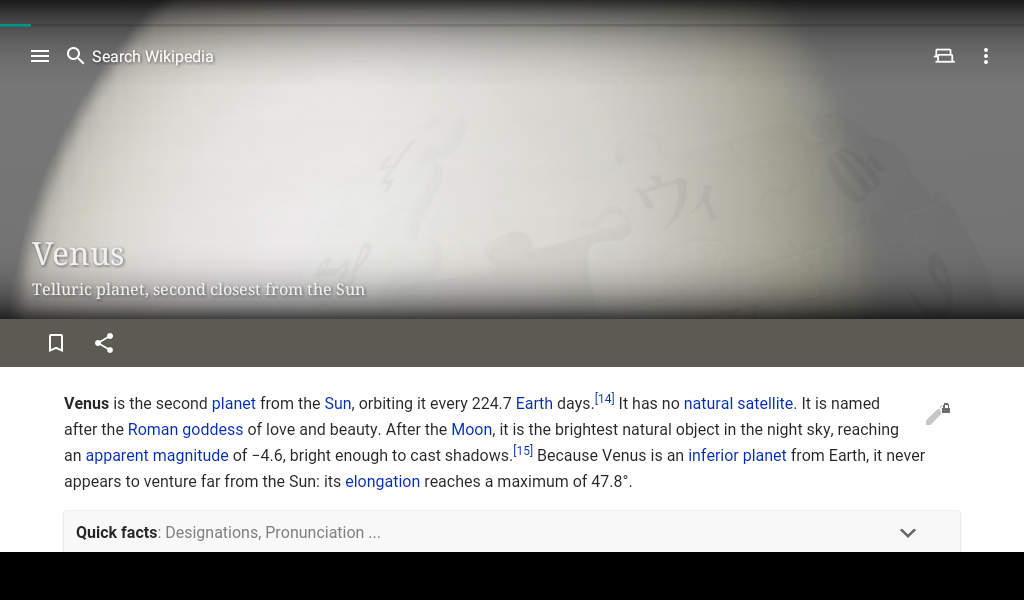 Search Wikipedia
ウィ
Venus
Telluric planet, second closest from the Sun
Venus is the second planet from the Sun, orbiting it every 224.7 Earth days.[14] It has no natural satellite. It is named
after the Roman goddess of love and beauty. After the Moon, it is the brightest natural object in the night sky, reaching
an apparent magnitude of −4.6, bright enough to cast shadows.[15] Because Venus is an inferior planet from Earth, it never
appears to venture far from the Sun: its elongation reaches a maximum of 47.8°.
Quick facts: Designations, Pronunciation ...